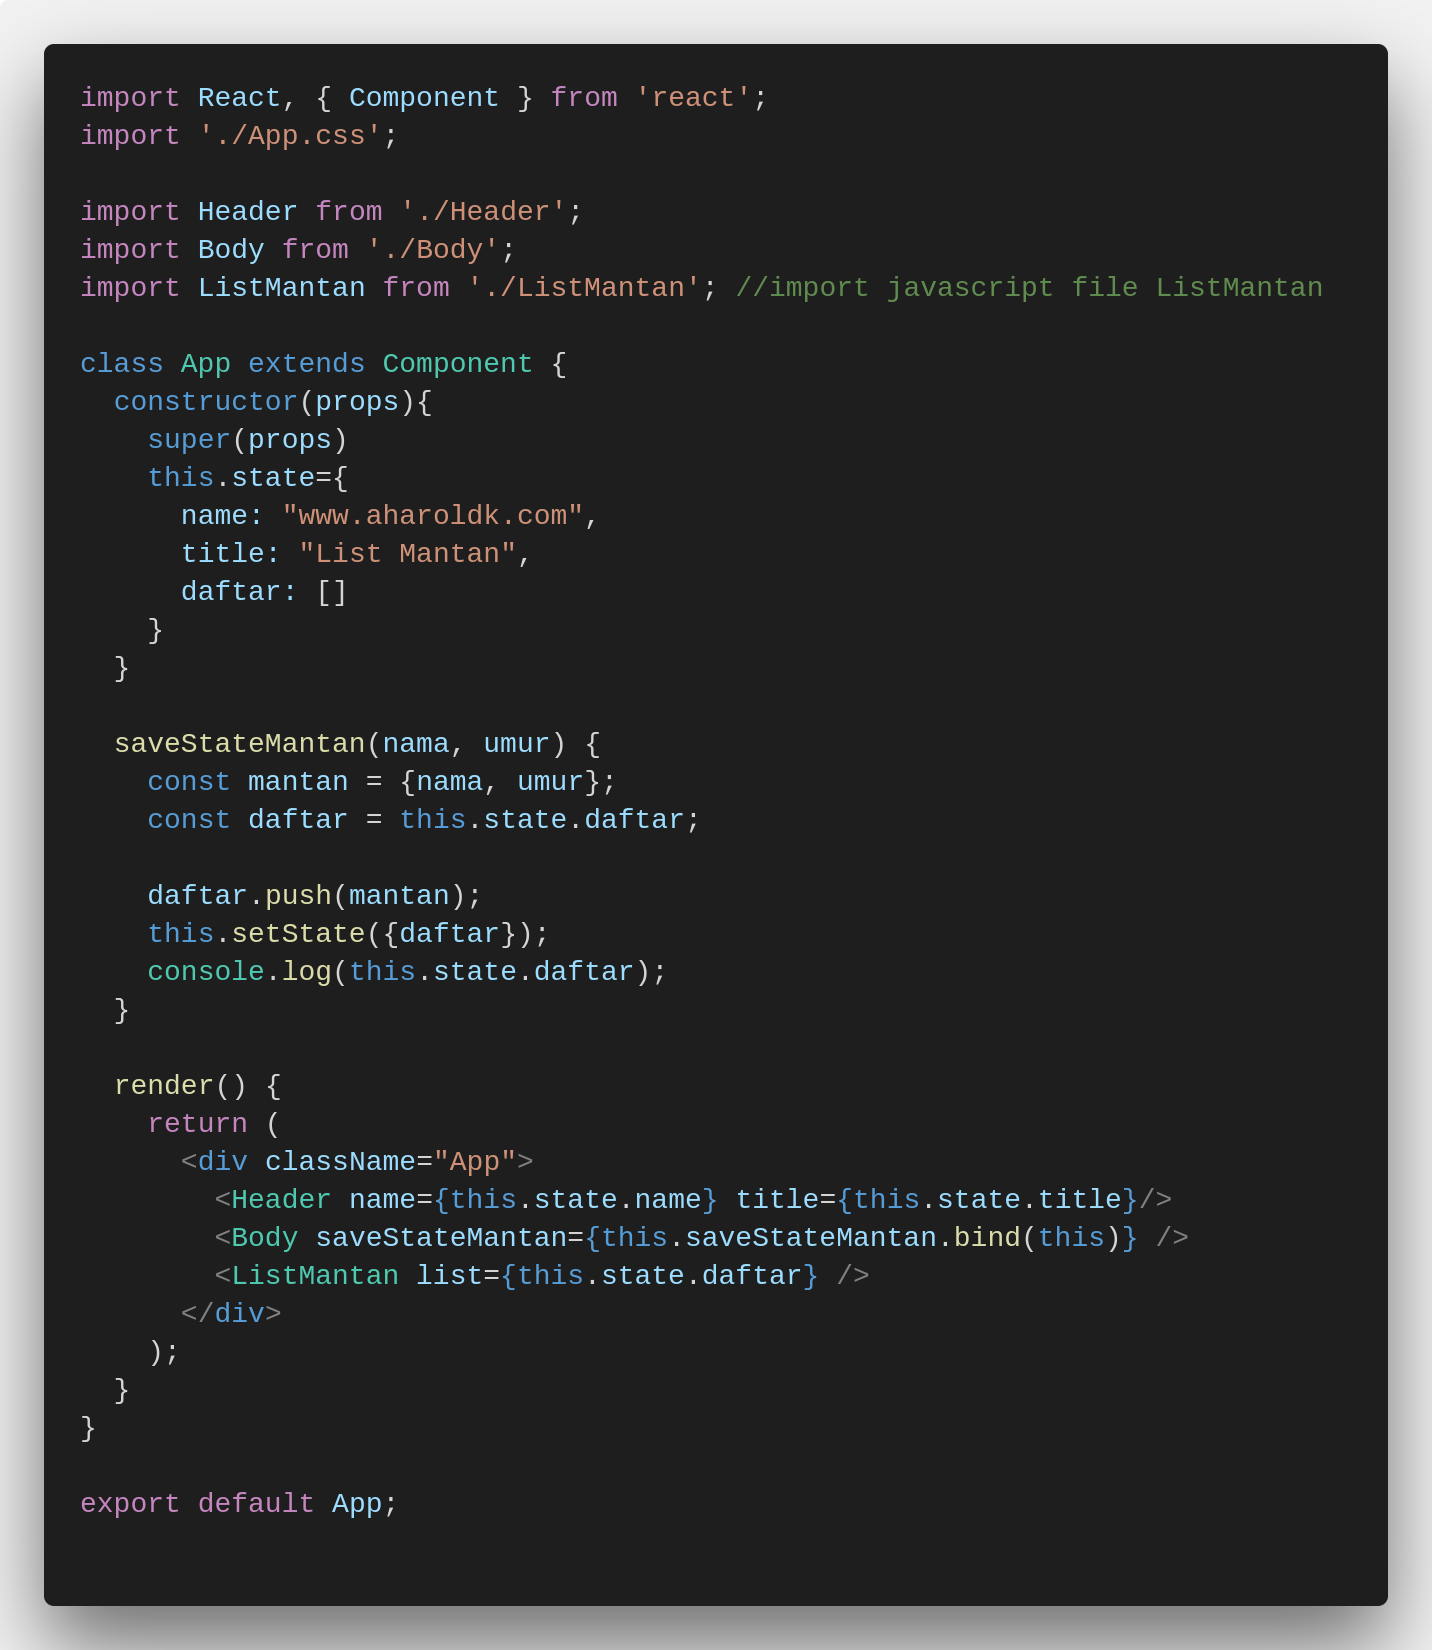 import React, { Component } from 'react';
import './App.css';

import Header from './Header';
import Body from './Body';
import ListMantan from './ListMantan'; //import javascript file ListMantan

class App extends Component {
  constructor(props){
    super(props)
    this.state={
      name: "www.aharoldk.com",
      title: "List Mantan",
      daftar: []
    }
  }

  saveStateMantan(nama, umur) {
    const mantan = {nama, umur};
    const daftar = this.state.daftar;

    daftar.push(mantan);
    this.setState({daftar});
    console.log(this.state.daftar);
  }

  render() {
    return (
      <div className="App">
        <Header name={this.state.name} title={this.state.title}/>
        <Body saveStateMantan={this.saveStateMantan.bind(this)} />
        <ListMantan list={this.state.daftar} />
      </div>
    );
  }
}

export default App;